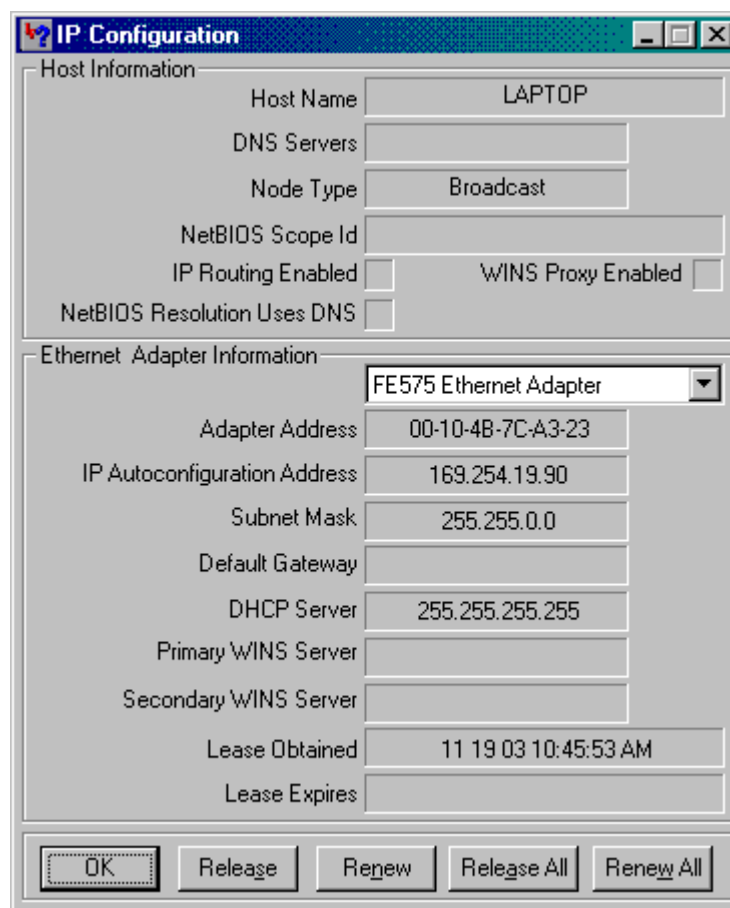 IP Configuration
Host Information
Host Name LAPTOP
DNS Servers
Node Type Broadcast
NetBIOS Scope Id
IP Routing Enabled WINS Proxy Enabled
NetBIOS Resolution Uses DNS
Ethernet Adapter Information
FE575 Ethernet Adapter
Adapter Address 00-10-4B-7C-A3-23
IP Autoconfiguration Address 169.254.19.90
Subnet Mask 255.255.0.0
Default Gateway
DHCP Server 255.255.255.255
Primary WINS Server
Secondary WINS Server
Lease Obtained 11 19 03 10:45:53 AM
Lease Expires
OK Release Renew Release All Renew All